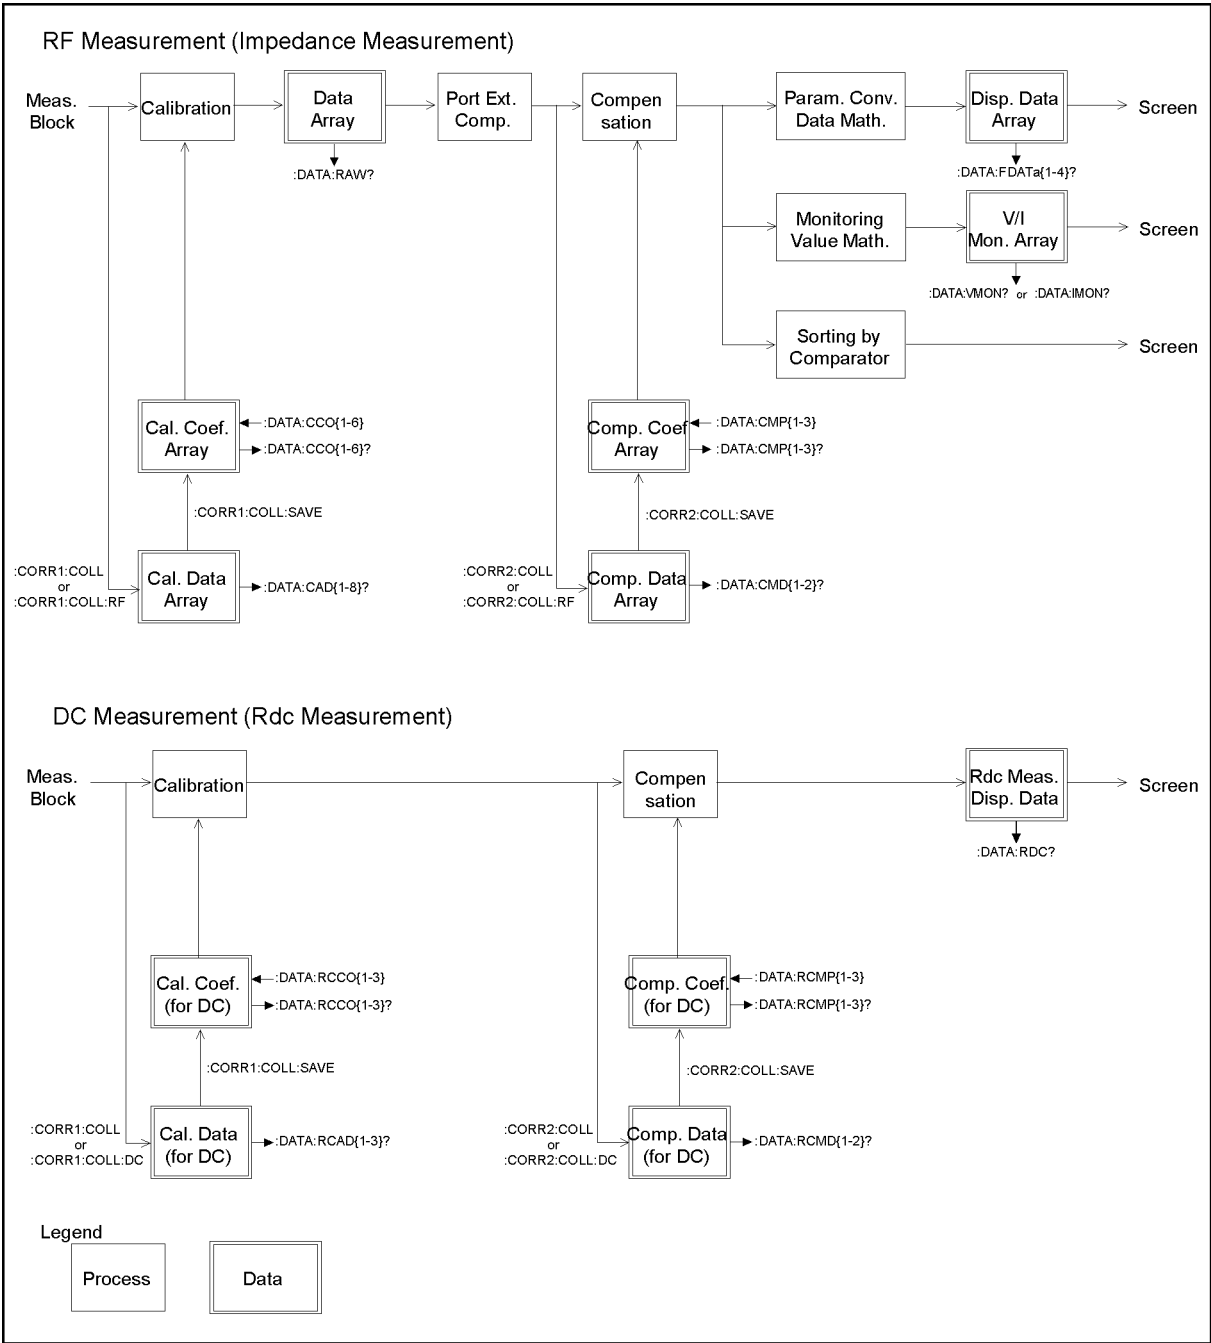 RF Measurement (Impedance Measurement)
Meas.
Block
Calibration
Data
Array
:DATA:RAW?
Port Ext.
Comp.
Compen
sation
Param. Conv.
Data Math.
Disp. Data
Array
:DATA:FDATa{1-4}?
Screen
Monitoring
Value Math.
V/I
Mon. Array
:DATA:VMON? or :DATA:IMON?
Screen
Sorting by
Comparator
Screen
Cal. Coef.
Array
:DATA:CCO{1-6}
:DATA:CCO{1-6}?
:CORR1:COLL:SAVE
:CORR1:COLL
or
:CORR1:COLL:RF
Cal. Data
Array
:DATA:CAD{1-8}?
Comp. Coef
Array
:DATA:CMP{1-3}
:DATA:CMP{1-3}?
:CORR2:COLL:SAVE
:CORR2:COLL
or
:CORR2:COLL:RF
Comp. Data
Array
:DATA:CMD{1-2}?
DC Measurement (Rdc Measurement)
Meas.
Block
Calibration
Compen
sation
Rdc Meas.
Disp. Data
:DATA:RDC?
Screen
Cal. Coef.
(for DC)
:DATA:RCCO{1-3}
:DATA:RCCO{1-3}?
:CORR1:COLL:SAVE
:CORR1:COLL
or
:CORR1:COLL:DC
Cal. Data
(for DC)
:DATA:RCAD{1-3}?
Comp. Coef.
(for DC)
:DATA:RCMP{1-3}
:DATA:RCMP{1-3}?
:CORR2:COLL:SAVE
:CORR2:COLL
or
:CORR2:COLL:DC
Comp. Data
(for DC)
:DATA:RCMD{1-2}?
Legend
Process
Data